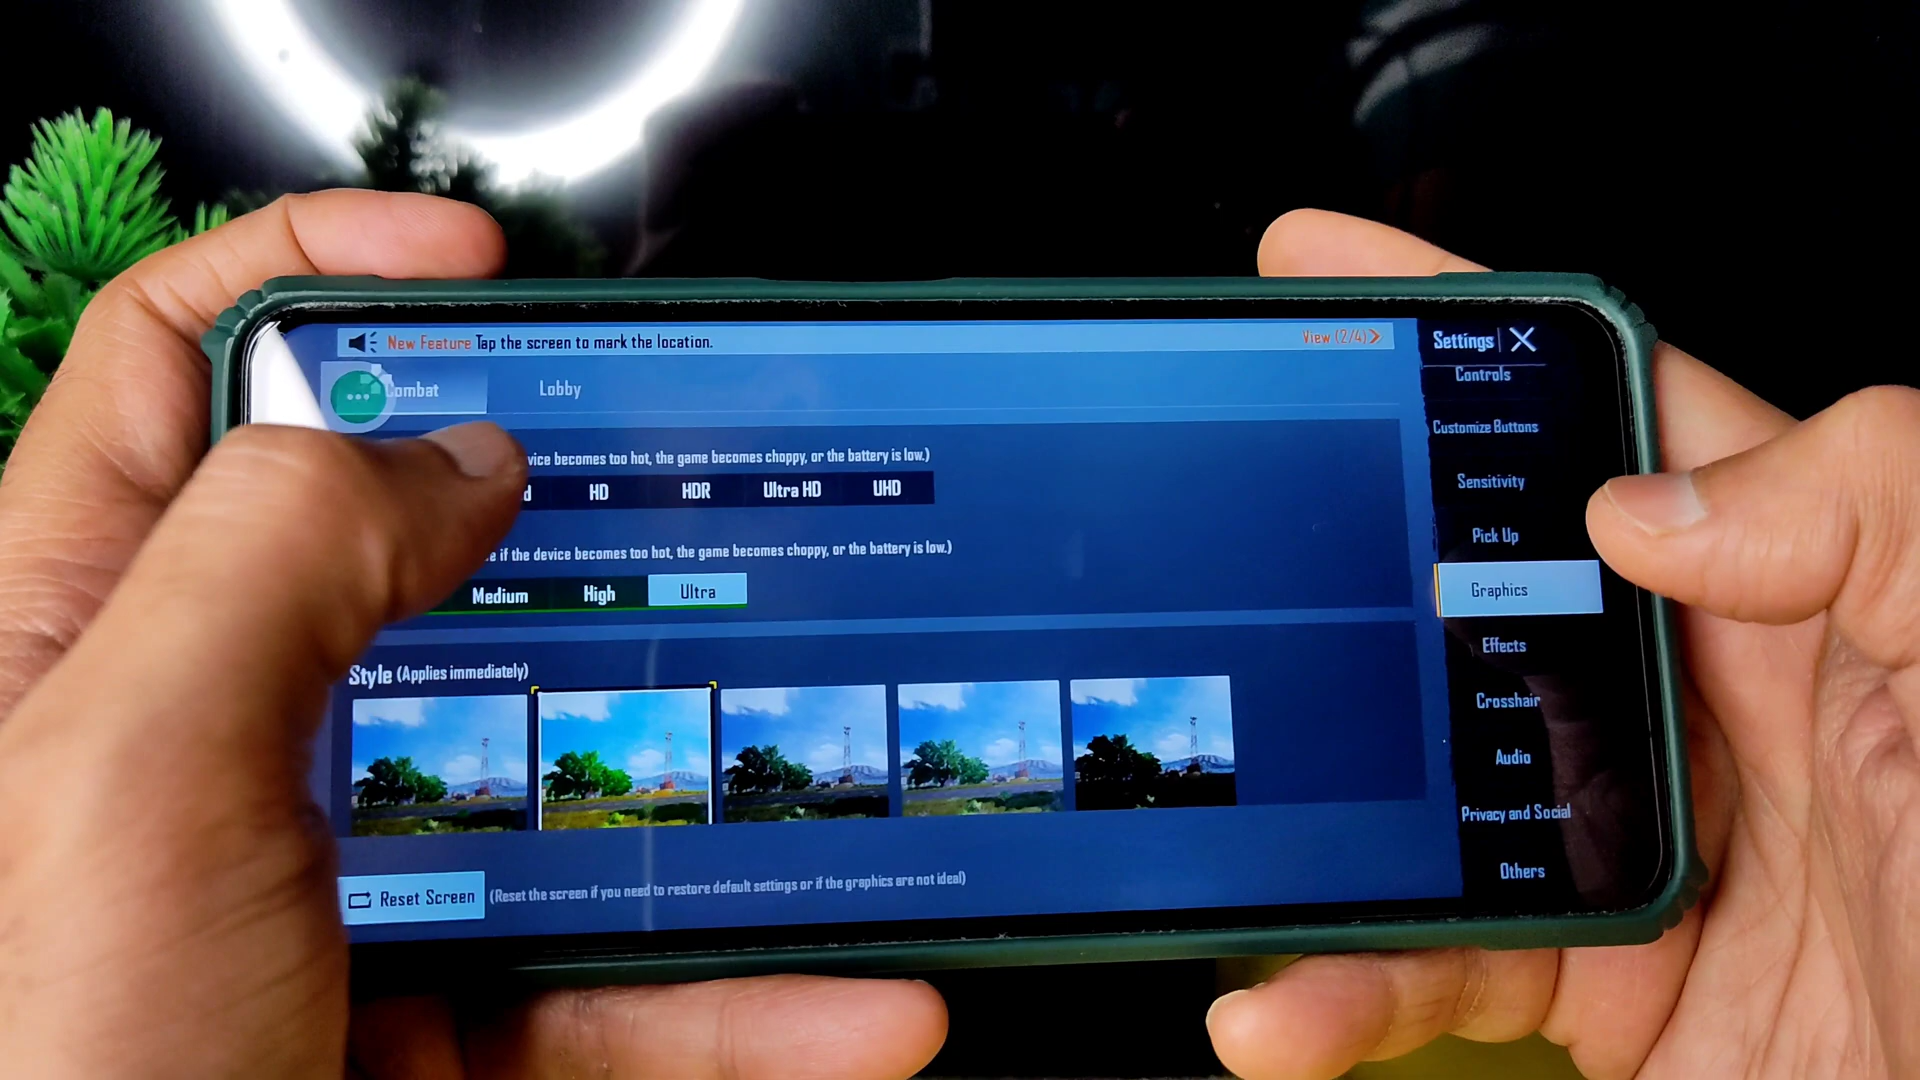 New Feature Tap the screen to mark the location.
View (2/4)
Settings
Combat
Lobby
Controls
Customize Buttons
becomes too hot, the game becomes choppy, or the battery is low.)
HD
HDR
Ultra HD
UHD
Sensitivity
Pick Up
if the device becomes too hot, the game becomes choppy, or the battery is low.)
Medium
High
Ultra
Graphics
Effects
Style (Applies immediately)
Crosshair
Audio
Privacy and Social
Others
Reset Screen
(Reset the screen if you need to restore default settings or if the graphics are not ideal)